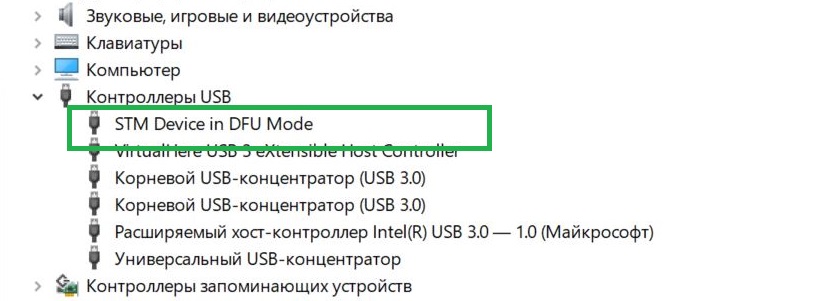 Звуковые, игровые и видеоустройства
Клавиатуры
Компьютер
Контроллеры USB
STM Device in DFU Mode
VirtualHere USB 3 eXtensible Host Controller
Корневой USB-концентратор (USB 3.0)
Корневой USB-концентратор (USB 3.0)
Расширяемый хост-контроллер Intel(R) USB 3.0 — 1.0 (Майкрософт)
Универсальный USB-концентратор
Контроллеры запоминающих устройств